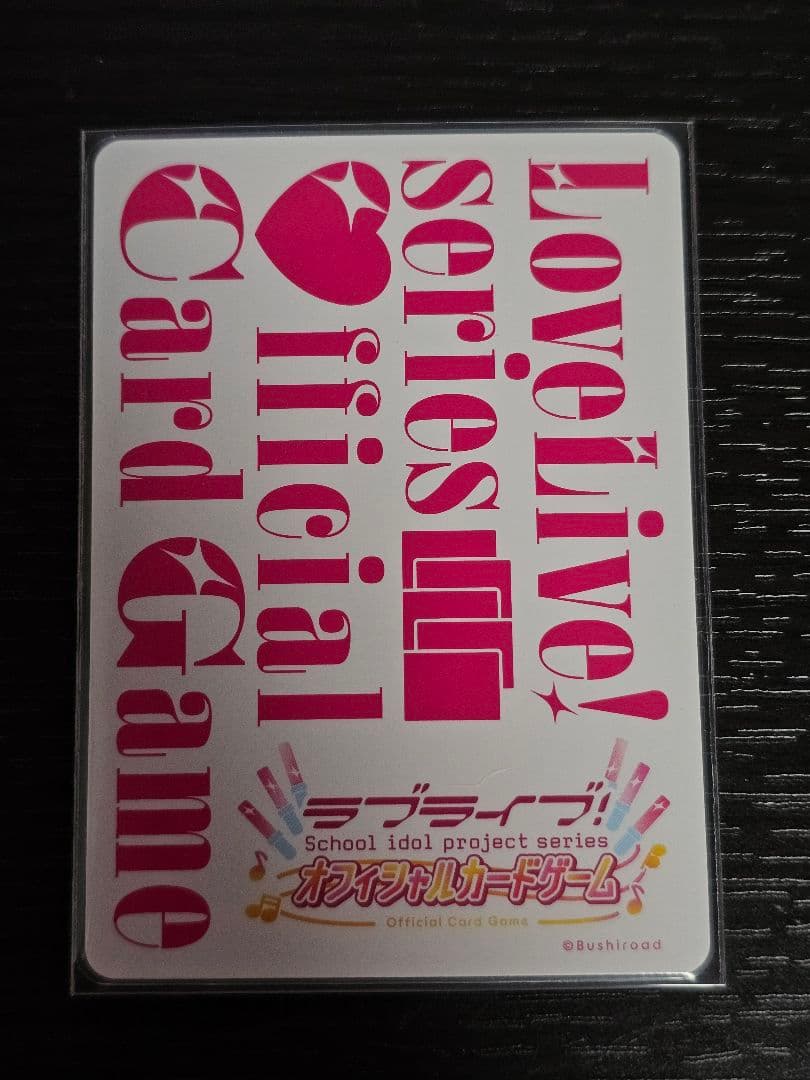 LoveLive!
series
Official
Card Game
ラブライブ!
School idol project series
オフィシャルカードゲーム
Official Card Game
©Bushiroad